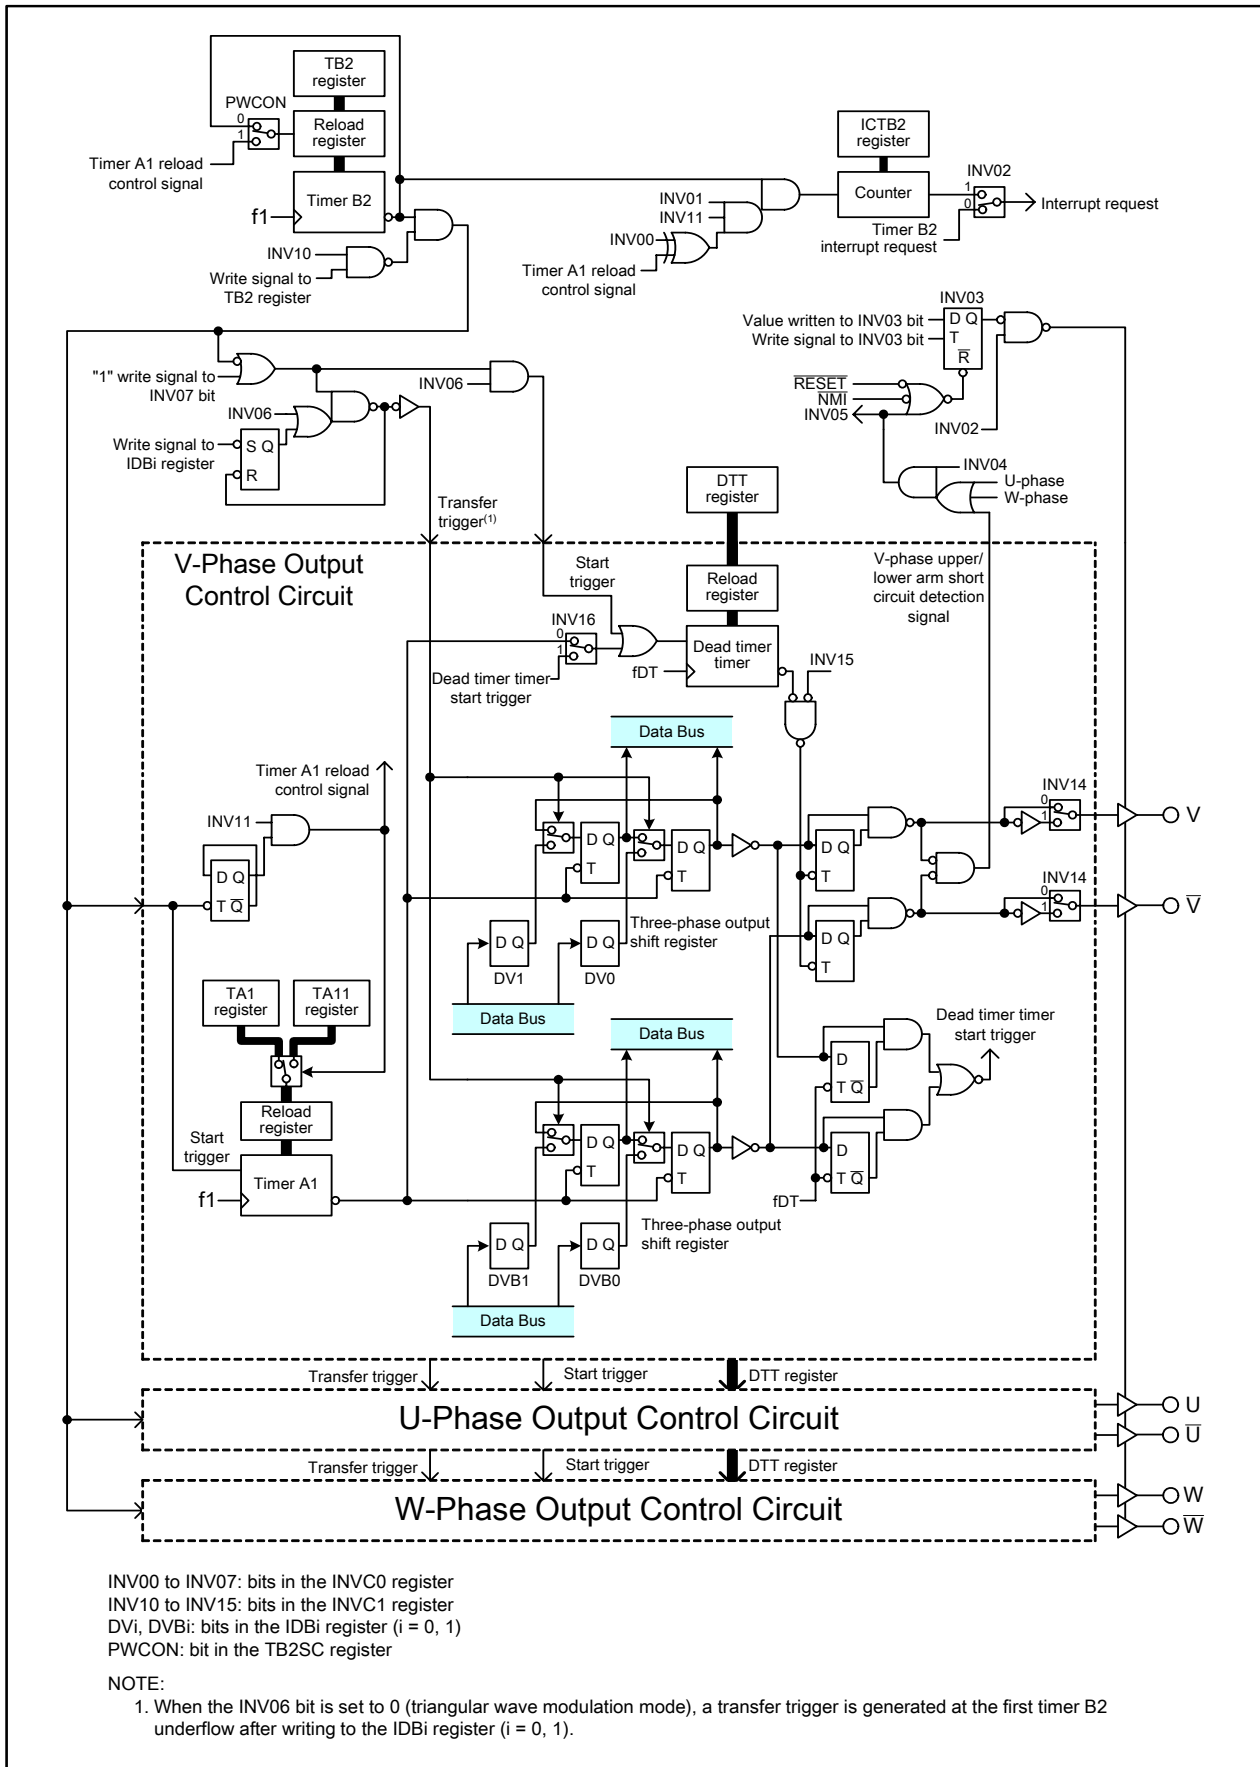 TB2
register
PWCON
0
1
Reload
register
Timer A1 reload
control signal
Timer B2
f1
INV10
Write signal to
TB2 register
ICTB2
register
INV02
1
0
Counter
Interrupt request
Timer B2
interrupt request
INV01
INV11
INV00
Timer A1 reload
control signal
INV03
Value written to INV03 bit
D Q
Write signal to INV03 bit
T
R
RESET
NMI
INV05
INV02
"1" write signal to
INV07 bit
INV06
INV06
Write signal to
IDBi register
S Q
R
INV04
U-phase
W-phase
DTT
register
Transfer
trigger(1)
V-Phase Output
Control Circuit
Start
trigger
Reload
register
V-phase upper/
lower arm short
circuit detection
signal
INV16
0
1
Dead timer
timer
Dead timer timer
start trigger
fDT
INV15
Data Bus
Timer A1 reload
control signal
INV11
D Q
T Q
D Q
T
D Q
T
D Q
T
INV14
0
1
V
INV14
0
1
V
D Q
T
D Q
DV1
D Q
DV0
Three-phase output
shift register
Data Bus
TA1
register
TA11
register
Data Bus
Dead timer timer
start trigger
D
T Q
Reload
register
Start
trigger
Timer A1
f1
D Q
T
D Q
T
D
T Q
fDT
D Q
DVB1
D Q
DVB0
Three-phase output
shift register
Data Bus
Transfer trigger
Start trigger
DTT register
U-Phase Output Control Circuit
U
U
Transfer trigger
Start trigger
DTT register
W-Phase Output Control Circuit
W
W
INV00 to INV07: bits in the INVC0 register
INV10 to INV15: bits in the INVC1 register
DVi, DVBi: bits in the IDBi register (i = 0, 1)
PWCON: bit in the TB2SC register
NOTE:
1. When the INV06 bit is set to 0 (triangular wave modulation mode), a transfer trigger is generated at the first timer B2
underflow after writing to the IDBi register (i = 0, 1).